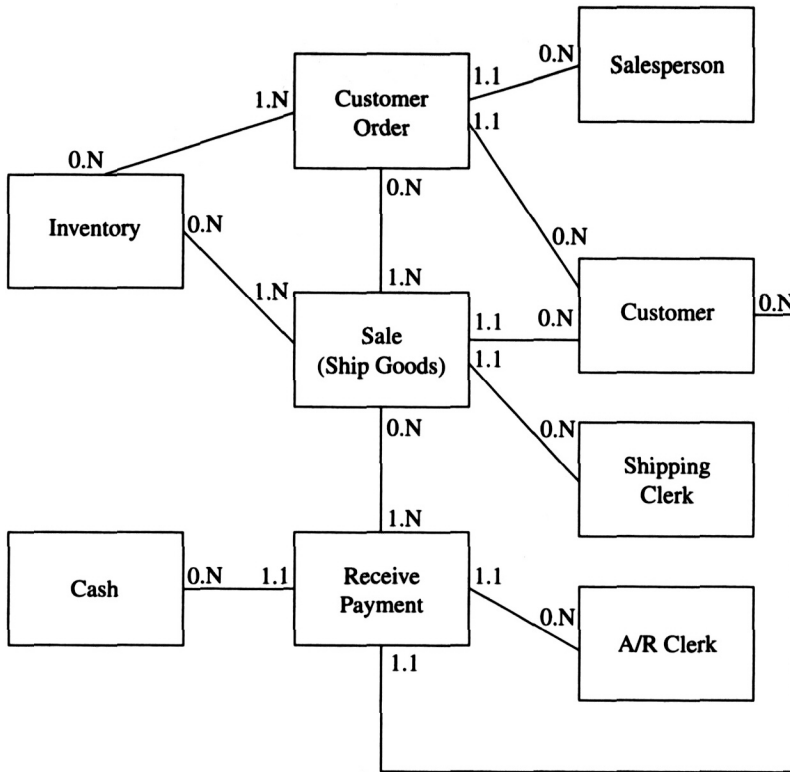 0.N
Salesperson
1.1
1.N
Customer
Order
1.1
0.N
0.N
Inventory
0.N
0.N
0.N
1.N
1.N
Sale
(Ship Goods)
1.1
0.N
Customer
0.N
1.1
0.N
0.N
Shipping
Clerk
1.N
Cash
0.N
1.1
Receive
Payment
1.1
0.N
A/R Clerk
1.1